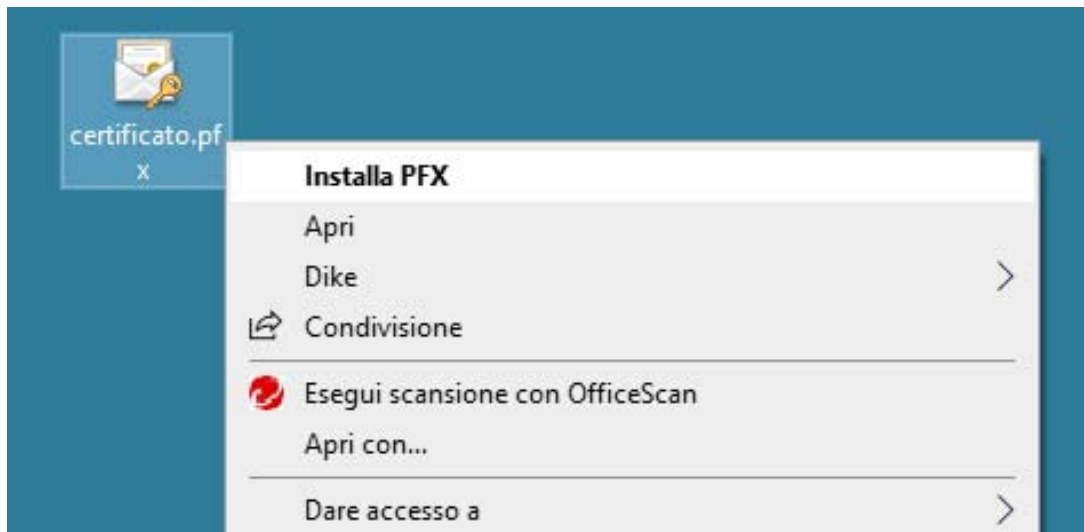 certificato.pf
x
Installa PFX
Apri
Dike
Condivisione
Esegui scansione con OfficeScan
Apri con...
Dare accesso a